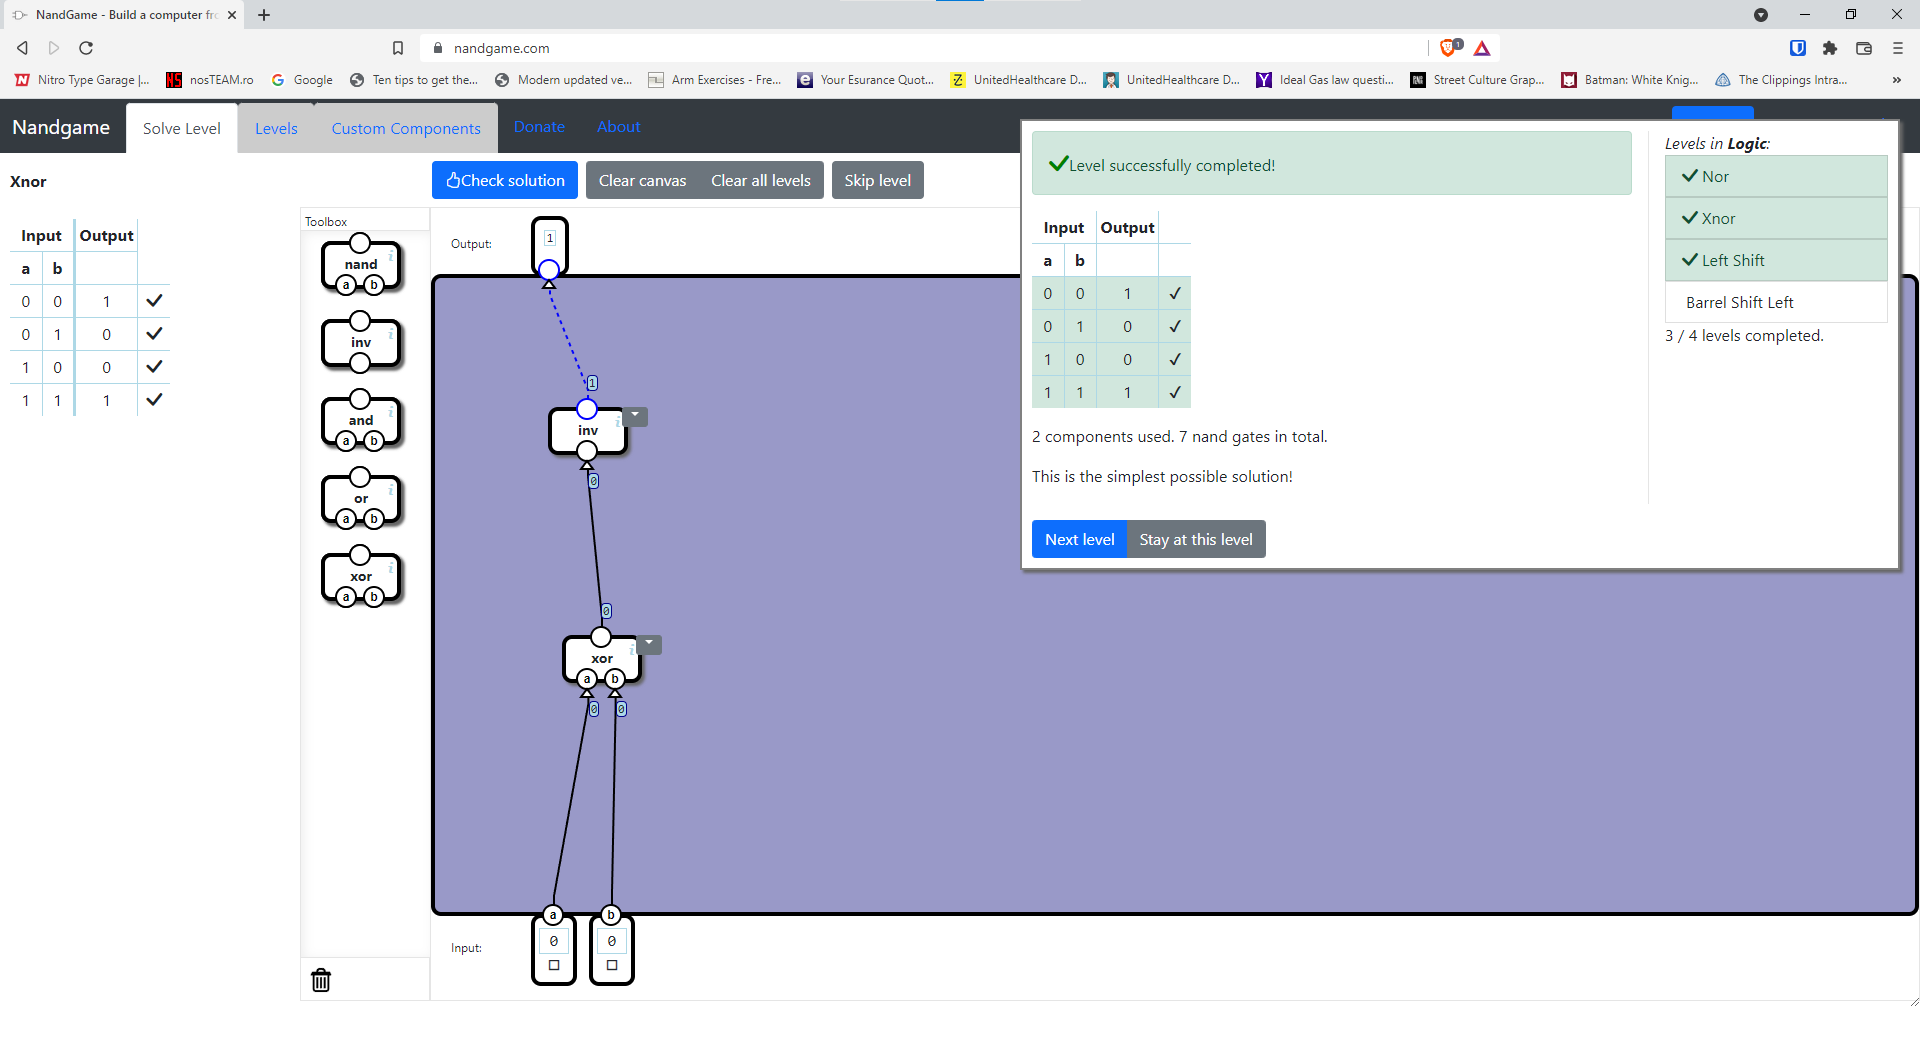 NandGame - Build a computer fr
nandgame.com
1
Nitro Type Garage |...
nosTEAM.ro
Google
Ten tips to get the...
Modern updated ve...
Arm Exercises - Fre...
Your Esurance Quot...
UnitedHealthcare D...
UnitedHealthcare D...
Ideal Gas law questi...
Street Culture Grap...
Batman: White Knig...
The Clippings Intra...
»
Nandgame
Solve Level
Levels
Custom Components
Donate
About
Xnor
Check solution
Clear canvas
Clear all levels
Skip level
Input Output
a b
0 0 1
0 1 0
1 0 0
1 1 1
Toolbox
nand
i
a b
inv
i
and
i
a b
or
i
a b
xor
i
a b
Output:
1
1
inv
i
0
0
xor
i
a b
0 0
a b
Input:
0 0
Level successfully completed!
Input Output
a b
0 0 1
0 1 0
1 0 0
1 1 1
2 components used. 7 nand gates in total.
This is the simplest possible solution!
Next level
Stay at this level
Levels in Logic:
Nor
Xnor
Left Shift
Barrel Shift Left
3 / 4 levels completed.